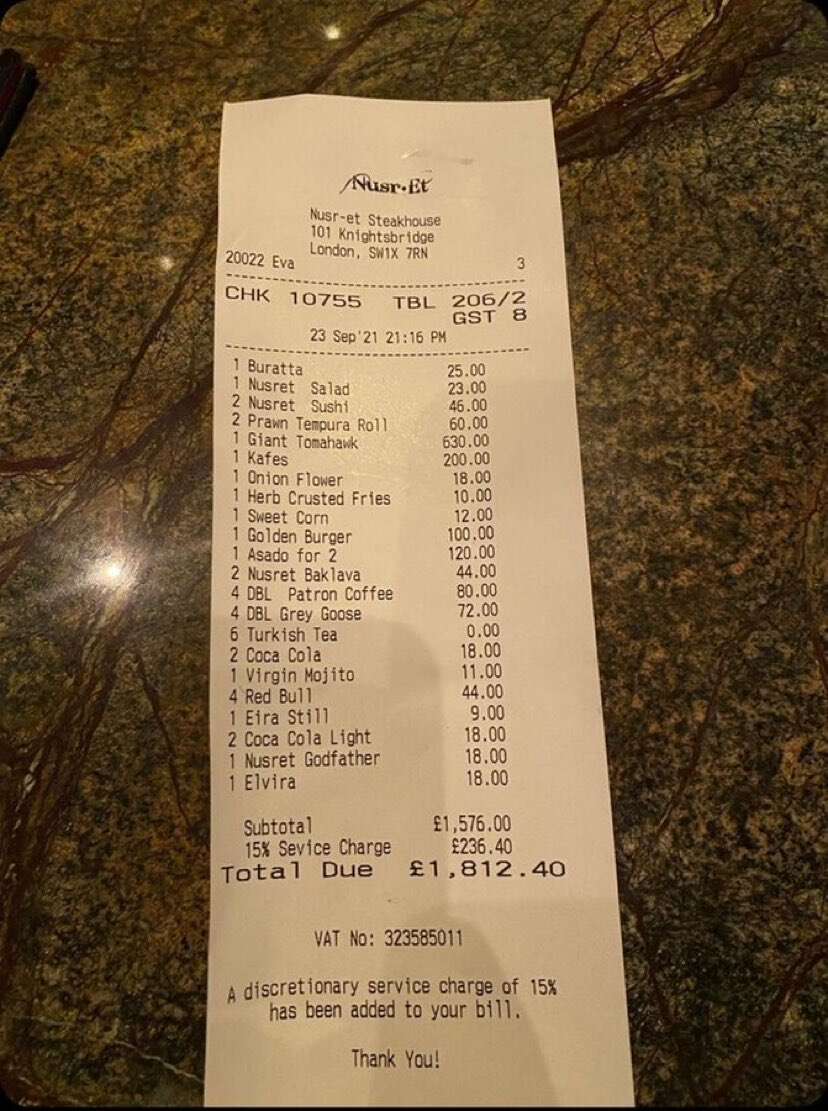 Nusr-Et
Nusr-et Steakhouse
101 Knightsbridge
London, SW1X 7RN
20022 Eva 3
CHK 10755 TBL 206/2
GST 8
23 Sep'21 21:16 PM
1 Buratta 25.00
1 Nusret Salad 23.00
2 Nusret Sushi 46.00
2 Prawn Tempura Roll 60.00
1 Giant Tomahawk 630.00
1 Kafes 200.00
1 Onion Flower 18.00
1 Herb Crusted Fries 10.00
1 Sweet Corn 12.00
1 Golden Burger 100.00
1 Asado for 2 120.00
2 Nusret Baklava 44.00
4 DBL Patron Coffee 80.00
4 DBL Grey Goose 72.00
6 Turkish Tea 0.00
2 Coca Cola 18.00
1 Virgin Mojito 11.00
4 Red Bull 44.00
1 Eira Still 9.00
2 Coca Cola Light 18.00
1 Nusret Godfather 18.00
1 Elvira 18.00
Subtotal £1,576.00
15% Sevice Charge £236.40
Total Due £1,812.40
VAT No: 323585011
A discretionary service charge of 15%
has been added to your bill.
Thank You!